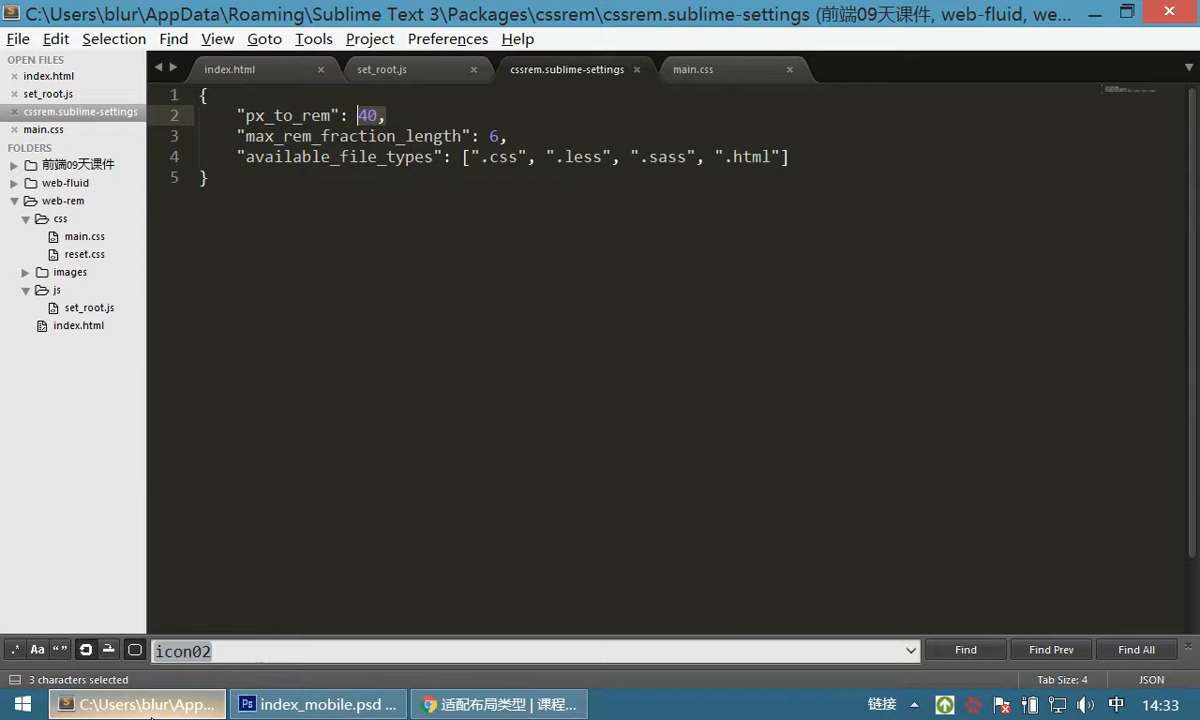 C:\Users\blur\AppData\Roaming\Sublime Text 3\Packages\cssrem\cssrem.sublime-settings (前端09天课件, web-fluid, we...
File Edit Selection Find View Goto Tools Project Preferences Help
OPEN FILES
index.html
set_root.js
cssrem.sublime-settings
main.css
FOLDERS
前端09天课件
web-fluid
web-rem
css
main.css
reset.css
images
js
set_root.js
index.html
index.html × set_root.js × cssrem.sublime-settings × main.css ×
1 {
2 "px_to_rem": 40,
3 "max_rem_fraction_length": 6,
4 "available_file_types": [".css", ".less", ".sass", ".html"]
5 }
.* Aa “ ” icon02 Find Find Prev Find All
3 characters selected Tab Size: 4 JSON
C:\Users\blur\App... Ps index_mobile.psd ... 适配布局类型 | 课程... 链接 中 14:33